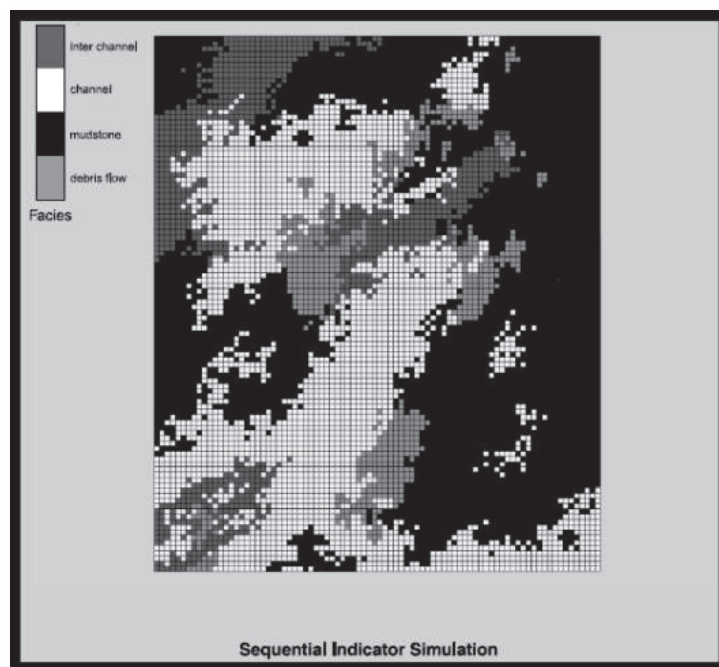 inter channel
channel
mudstone
debris flow
Facies
Sequential Indicator Simulation